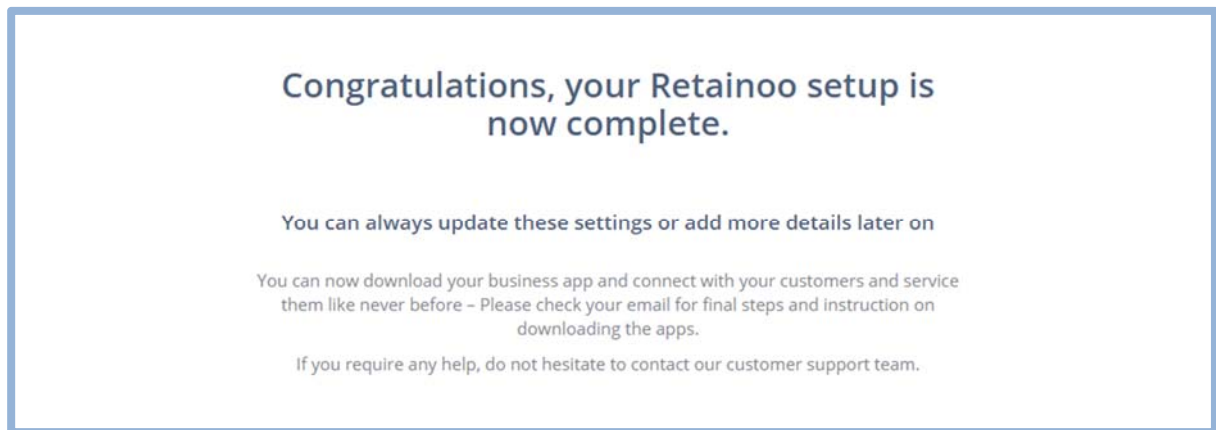 Congratulations, your Retainoo setup is
now complete.
You can always update these settings or add more details later on
You can now download your business app and connect with your customers and service
them like never before – Please check your email for final steps and instruction on
downloading the apps.
If you require any help, do not hesitate to contact our customer support team.